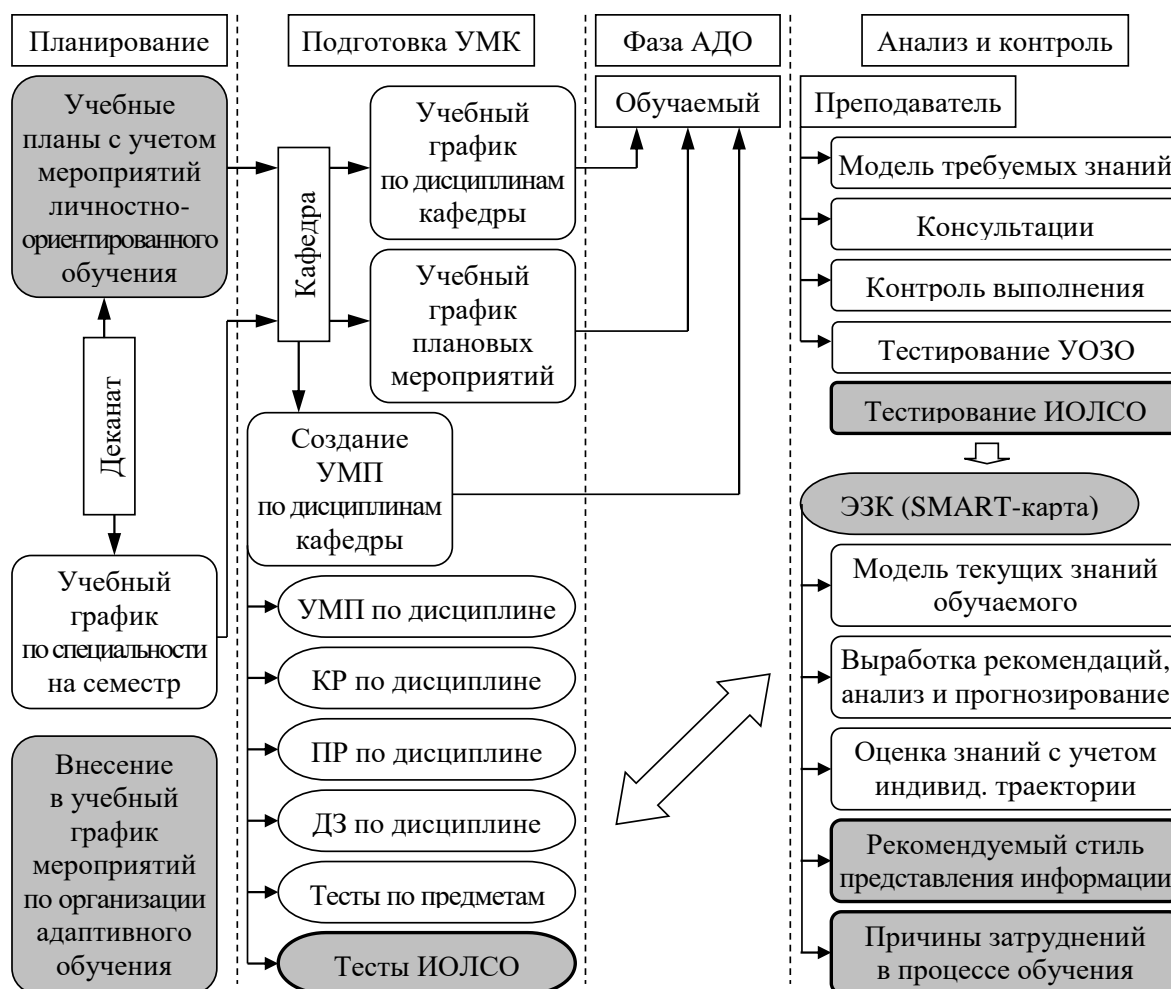 Планирование
Учебные
планы с учетом
мероприятий
личностно-
ориентированного
обучения
Деканат
Учебный
график
по специальности
на семестр
Внесение
в учебный
график
мероприятий
по организации
адаптивного
обучения
Подготовка УМК
Кафедра
Учебный
график
по дисциплинам
кафедры
Учебный
график
плановых
мероприятий
Создание
УМП
по дисциплинам
кафедры
УМП по дисциплине
КР по дисциплине
ПР по дисциплине
ДЗ по дисциплине
Тесты по предметам
Тесты ИОЛСО
Фаза АДО
Обучаемый
Анализ и контроль
Преподаватель
Модель требуемых знаний
Консультации
Контроль выполнения
Тестирование УОЗО
Тестирование ИОЛСО
ЭЗК (SMART-карта)
Модель текущих знаний
обучаемого
Выработка рекомендаций,
анализ и прогнозирование
Оценка знаний с учетом
индивид. траектории
Рекомендуемый стиль
представления информации
Причины затруднений
в процессе обучения